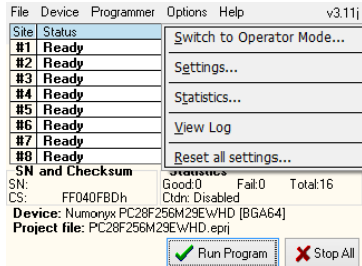 File Device Programmer Options Help v3.11j
Site Status
#1 Ready
#2 Ready
#3 Ready
#4 Ready
#5 Ready
#6 Ready
#7 Ready
#8 Ready
Switch to Operator Mode...
Settings...
Statistics...
View Log
Reset all settings...
SN and Checksum
SN:
CS: FF040FBDh
Statistics
Good:0 Fail:0 Total:16
Ctdn: Disabled
Device: Numonyx PC28F256M29EWHD [BGA64]
Project file: PC28F256M29EWHD.eprj
Run Program Stop All